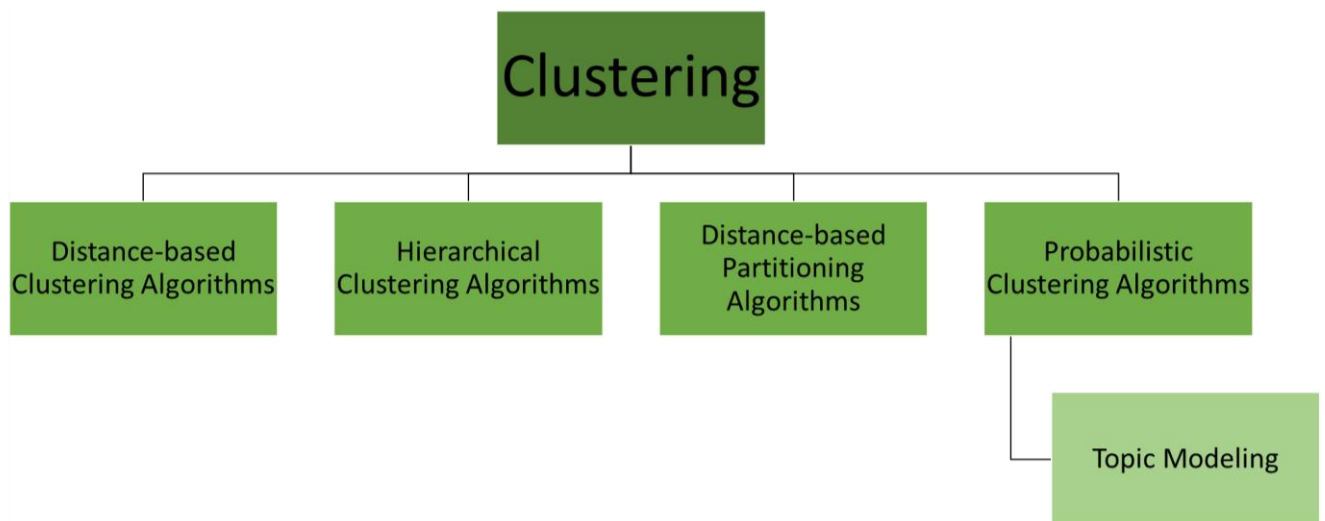 Clustering
Distance-based
Clustering Algorithms
Hierarchical
Clustering Algorithms
Distance-based
Partitioning
Algorithms
Probabilistic
Clustering Algorithms
Topic Modeling